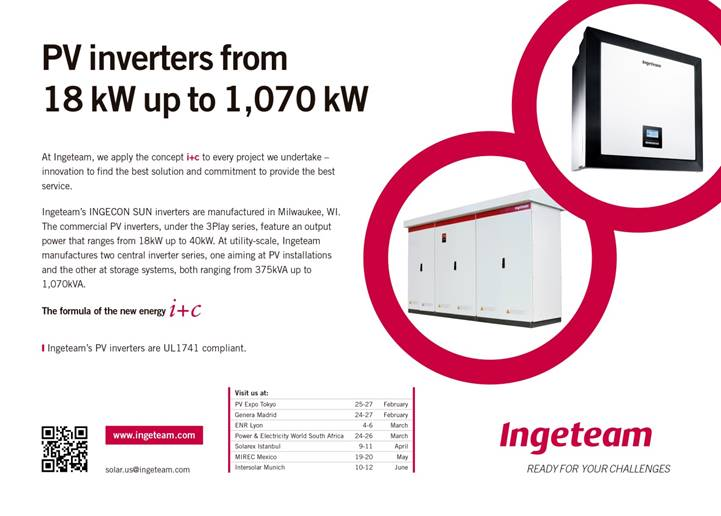 PV inverters from
18 kW up to 1,070 kW
At Ingeteam, we apply the concept i+c to every project we undertake –
innovation to find the best solution and commitment to provide the best
service.
Ingeteam's INGECON SUN inverters are manufactured in Milwaukee, WI.
The commercial PV inverters, under the 3Play series, feature an output
power that ranges from 18kW up to 40kW. At utility-scale, Ingeteam
manufactures two central inverter series, one aiming at PV installations
and the other at storage systems, both ranging from 375kVA up to
1,070kVA.
The formula of the new energy i+c
Ingeteam's PV inverters are UL1741 compliant.
Ingeteam
Ingeteam
www.ingeteam.com
solar.us@ingeteam.com
Visit us at:
PV Expo Tokyo 25-27 February
Genera Madrid 24-27 February
ENR Lyon 4-6 March
Power & Electricity World South Africa 24-26 March
Solarex Istanbul 9-11 April
MIREC Mexico 19-20 May
Intersolar Munich 10-12 June
Ingeteam
READY FOR YOUR CHALLENGES